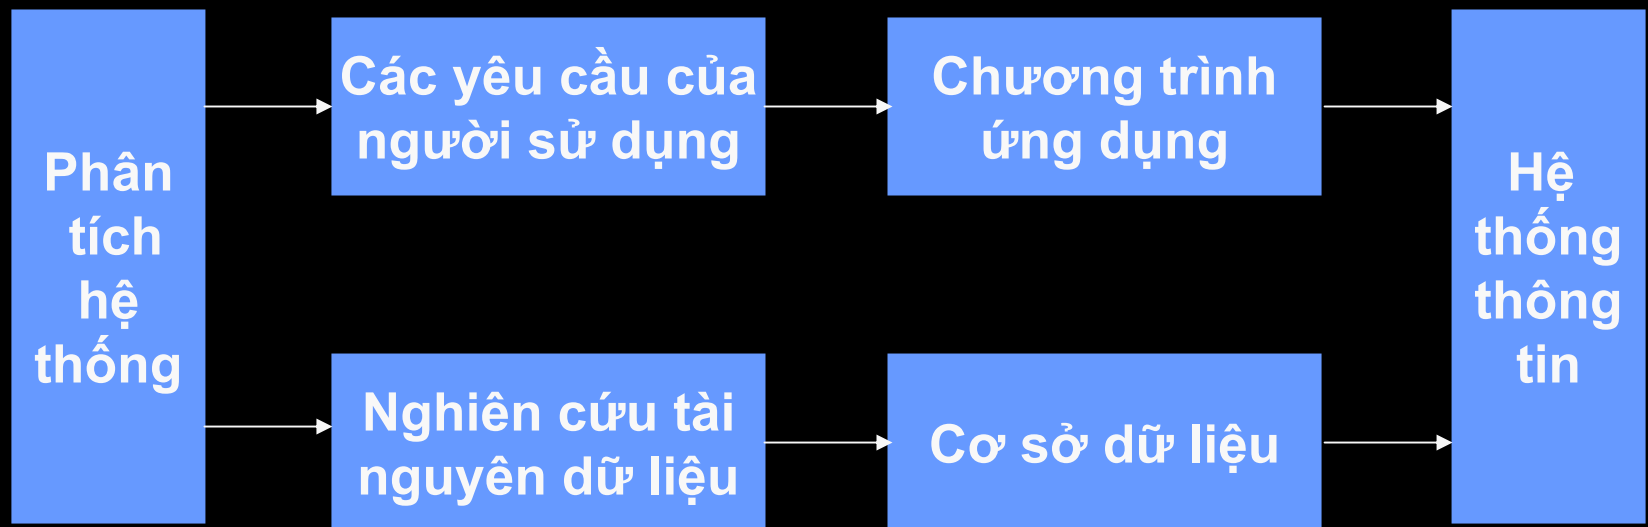 Phân
tích
hệ
thống
Các yêu cầu của
người sử dụng
Chương trình
ứng dụng
Nghiên cứu tài
nguyên dữ liệu
Cơ sở dữ liệu
Hệ
thống
thông
tin